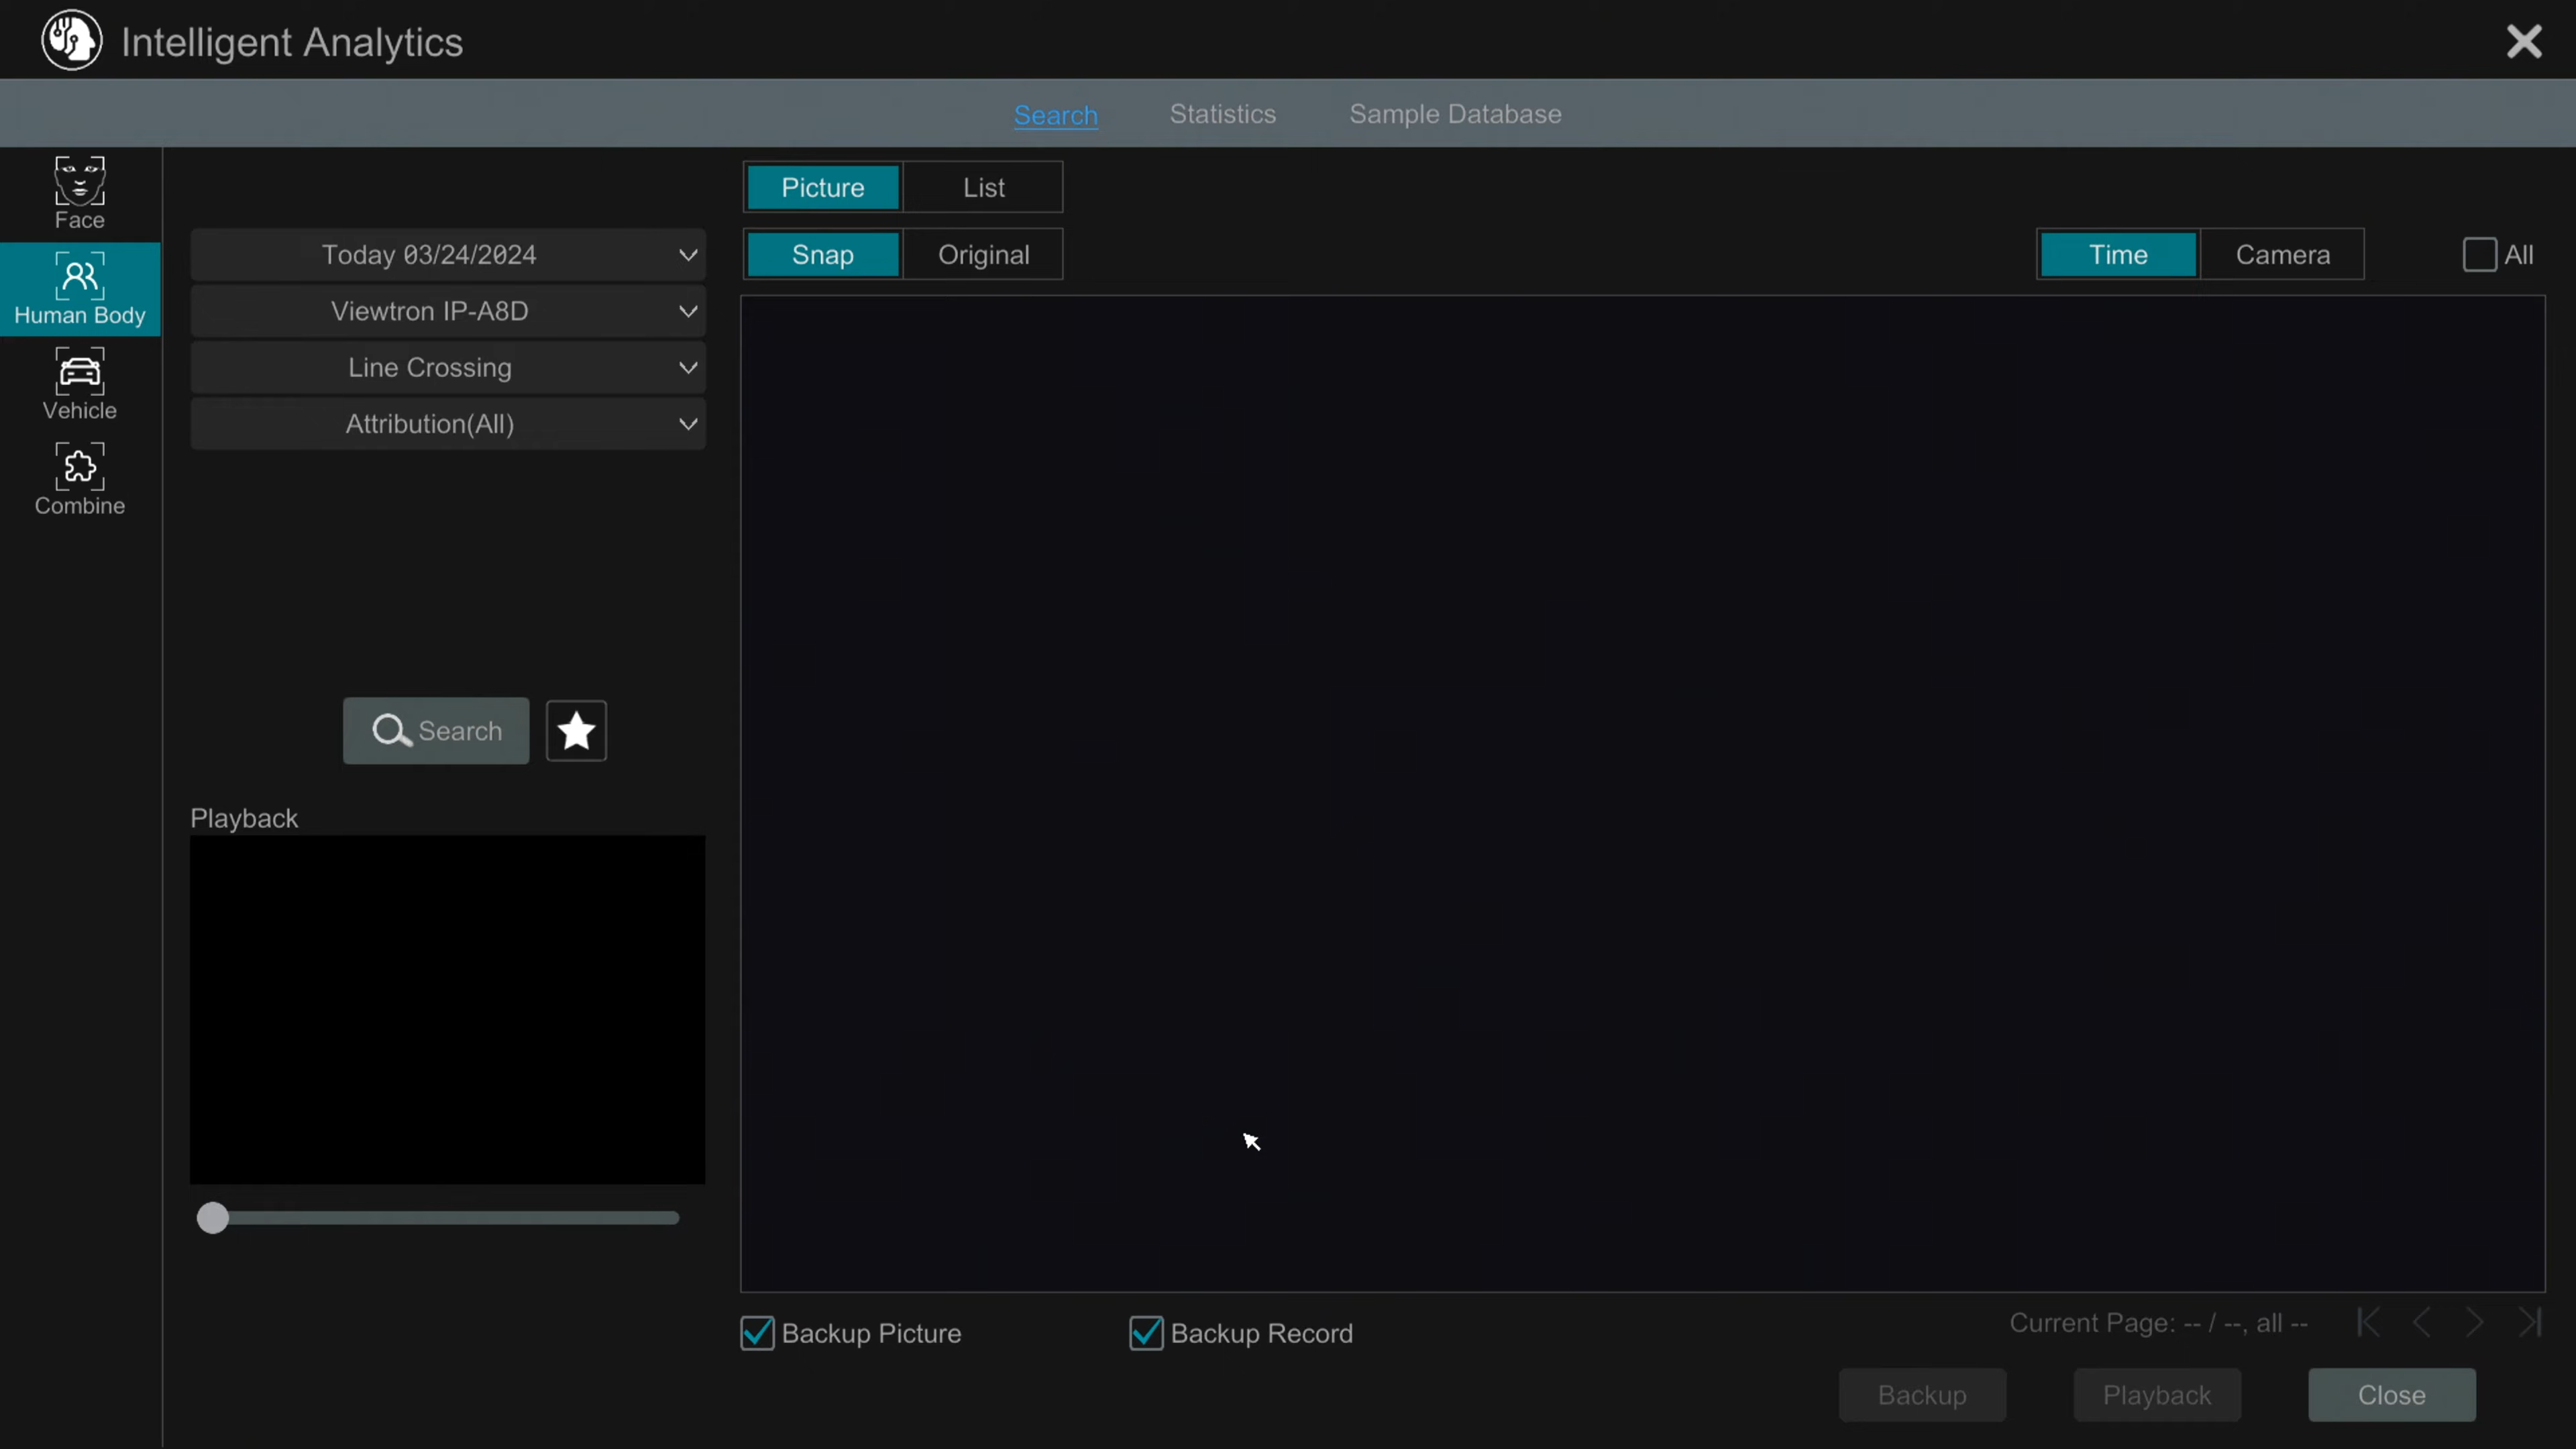 Intelligent Analytics
Search Statistics Sample Database
Face
Human Body
Vehicle
Combine
Today 03/24/2024
Viewtron IP-A8D
Line Crossing
Attribution(All)
Search
Playback
Picture List
Snap Original
Time Camera All
Backup Picture Backup Record
Current Page: -- / --, all --
Backup Playback Close